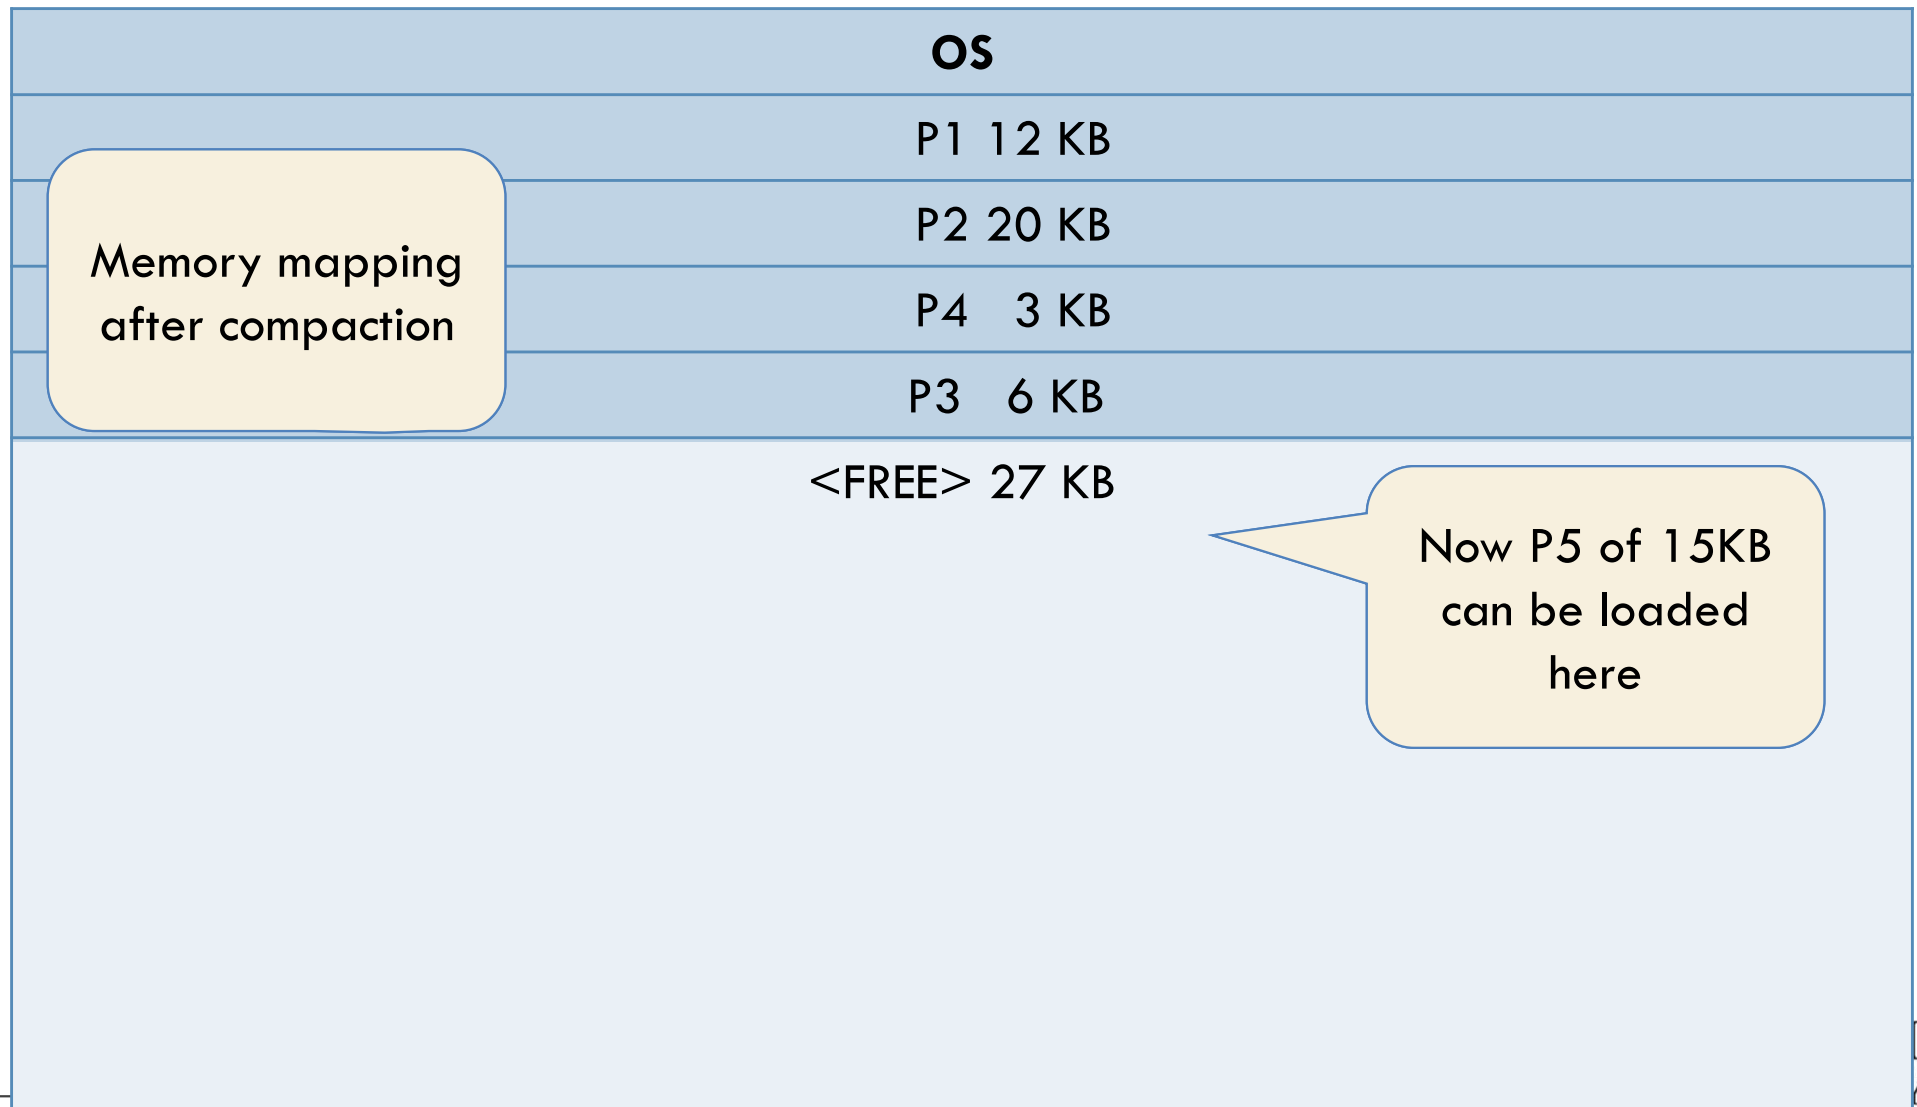 OS
P1 12 KB
P2 20 KB
Memory mapping
after compaction
P4 3 KB
P3 6 KB
<FREE> 27 KB
Now P5 of 15KB
can be loaded
here